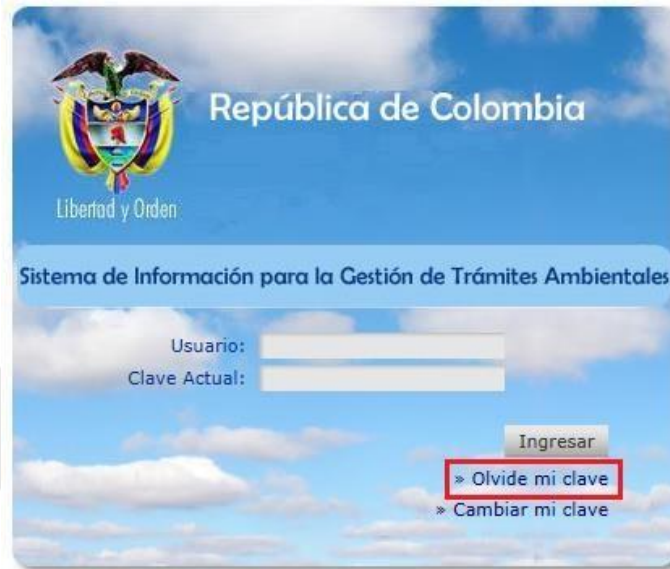 República de Colombia
Libertad y Orden
Sistema de Información para la Gestión de Trámites Ambientales
Usuario:
Clave Actual:
Ingresar
» Olvide mi clave
» Cambiar mi clave